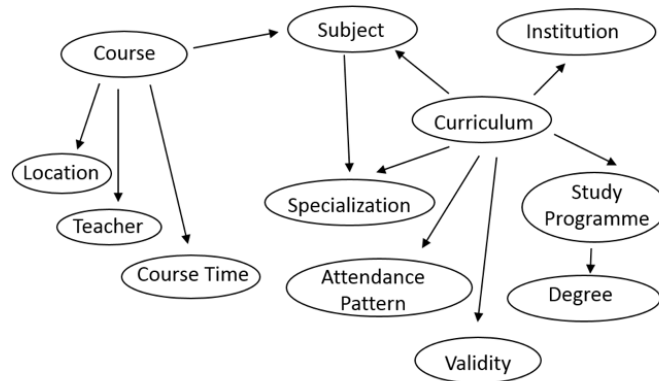 Subject
Institution
Course
Curriculum
Location
Specialization
Study
Programme
Teacher
Course Time
Attendance
Pattern
Degree
Validity